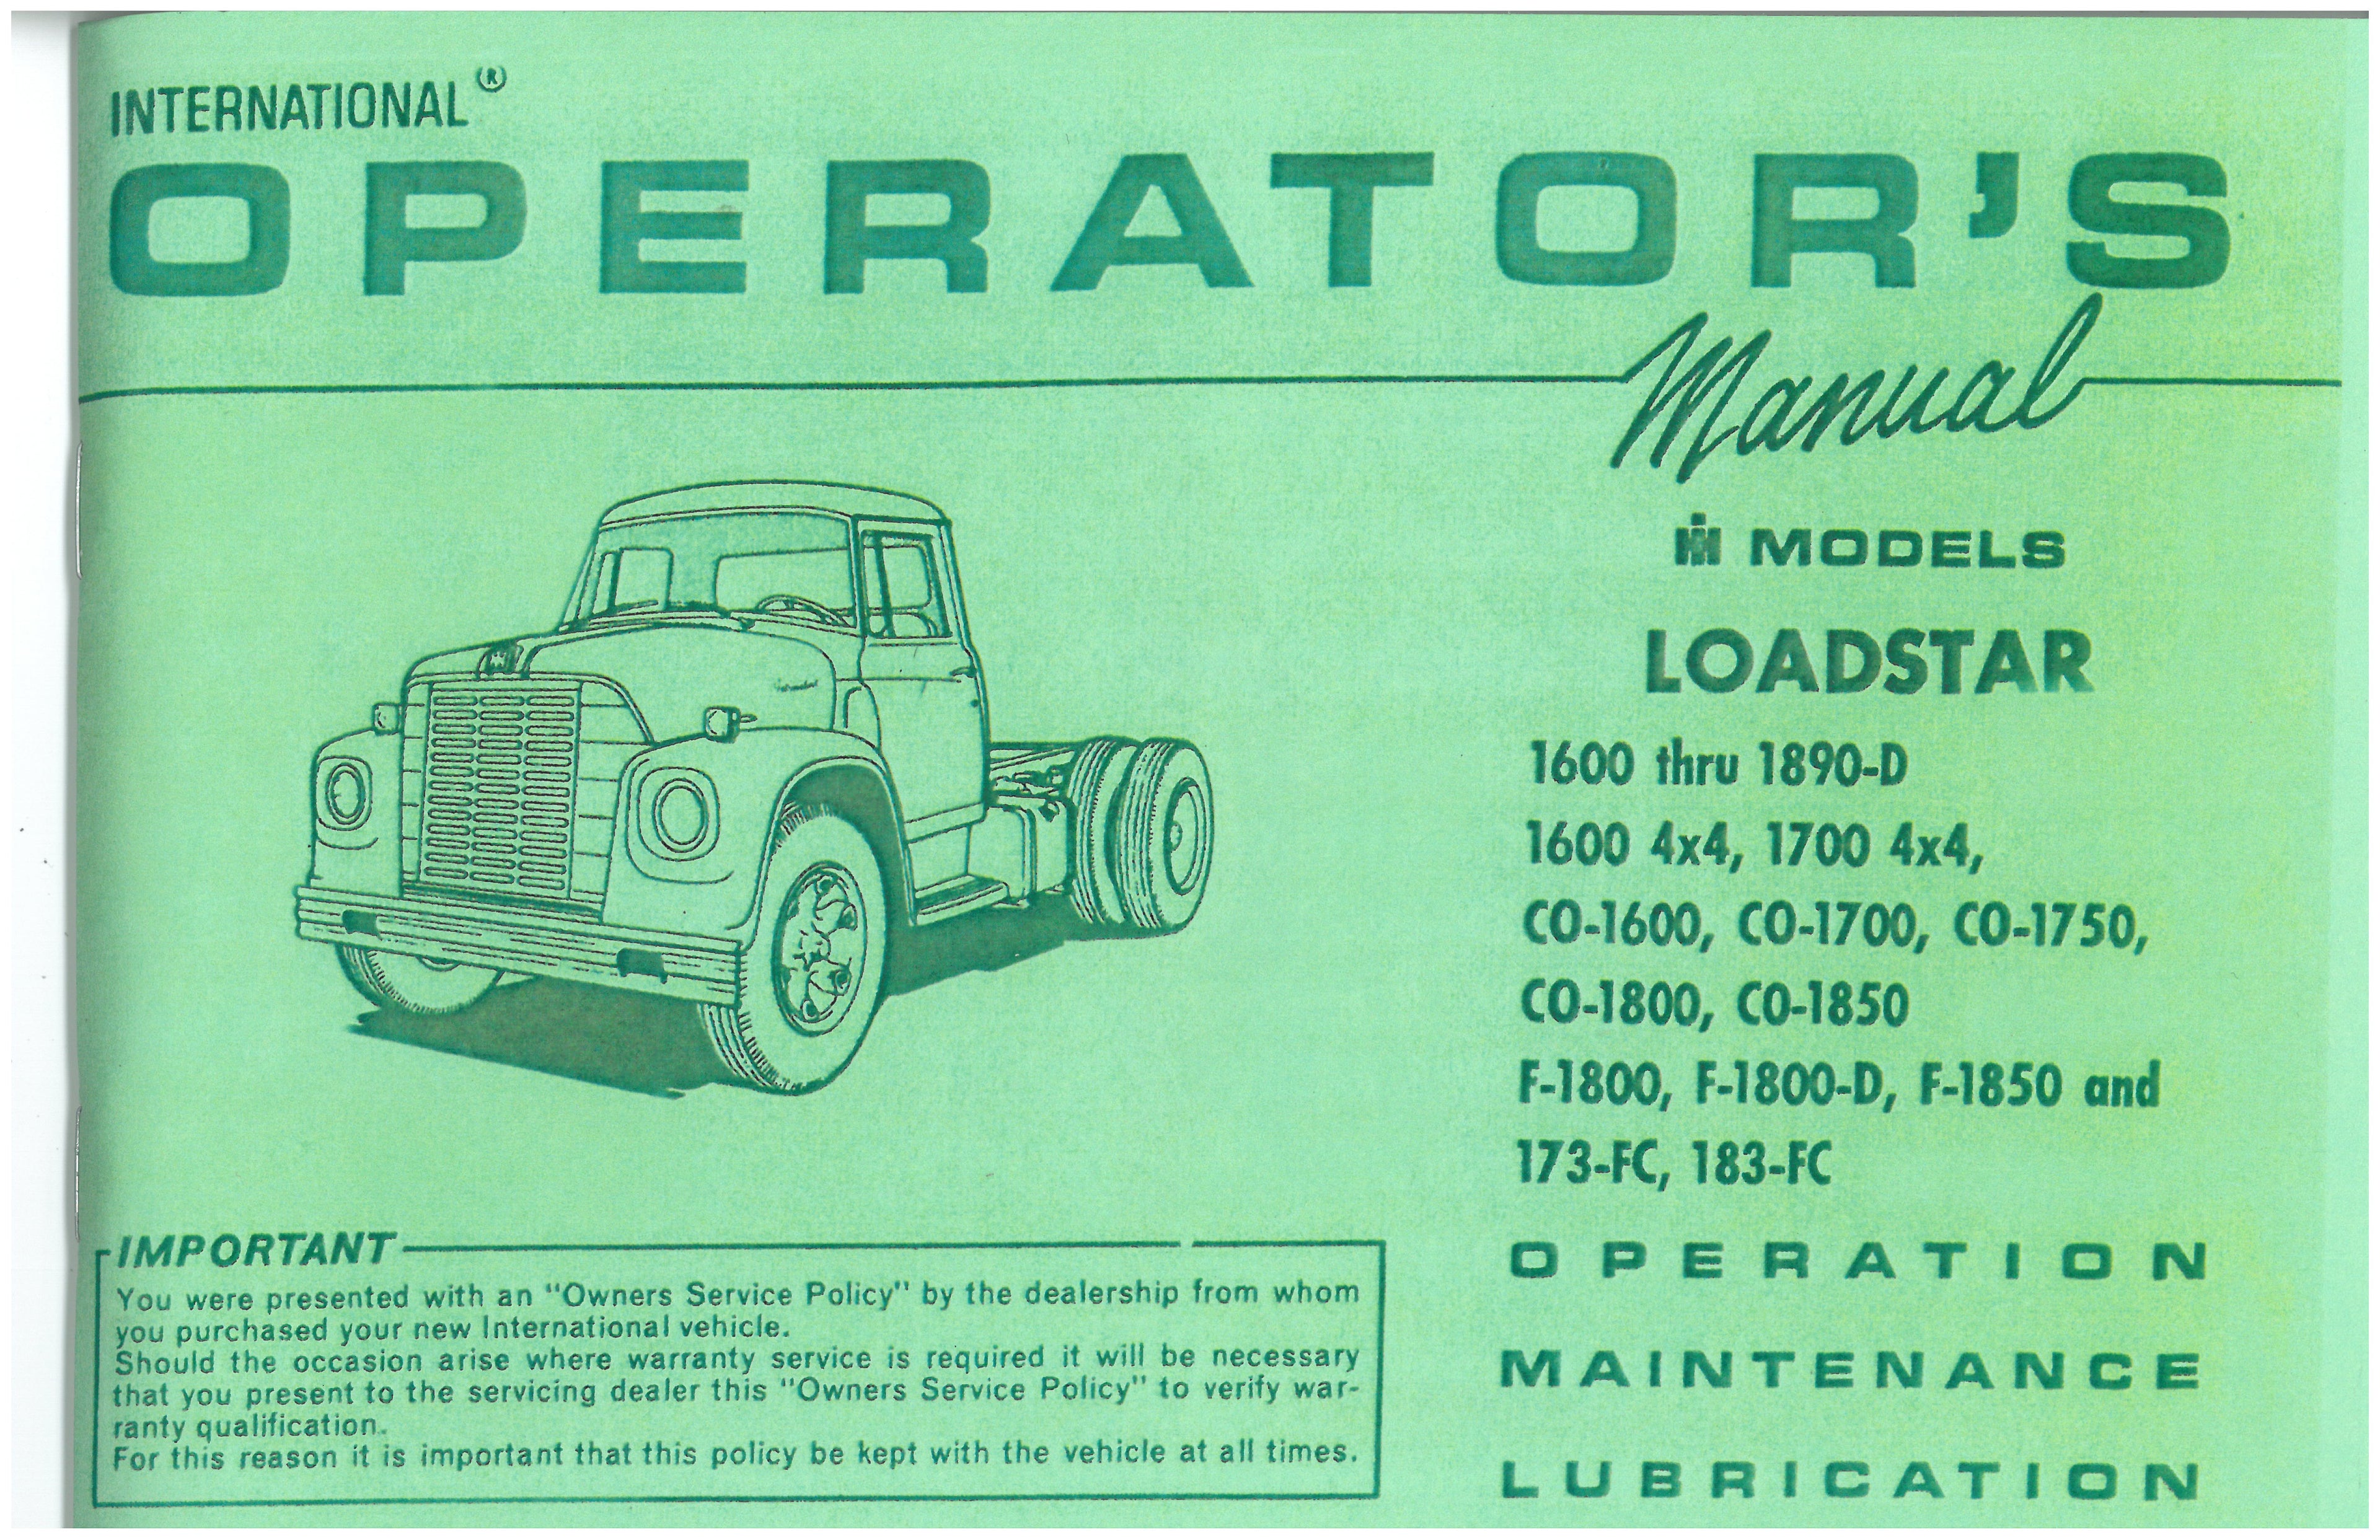 INTERNATIONAL®
OPERATOR'S
Manual
IH MODELS
LOADSTAR
1600 thru 1890-D
1600 4x4, 1700 4x4,
CO-1600, CO-1700, CO-1750,
CO-1800, CO-1850
F-1800, F-1800-D, F-1850 and
173-FC, 183-FC
OPERATION
MAINTENANCE
LUBRICATION
IMPORTANT
You were presented with an "Owners Service Policy" by the dealership from whom
you purchased your new International vehicle.
Should the occasion arise where warranty service is required it will be necessary
that you present to the servicing dealer this "Owners Service Policy" to verify war-
ranty qualification.
For this reason it is important that this policy be kept with the vehicle at all times.